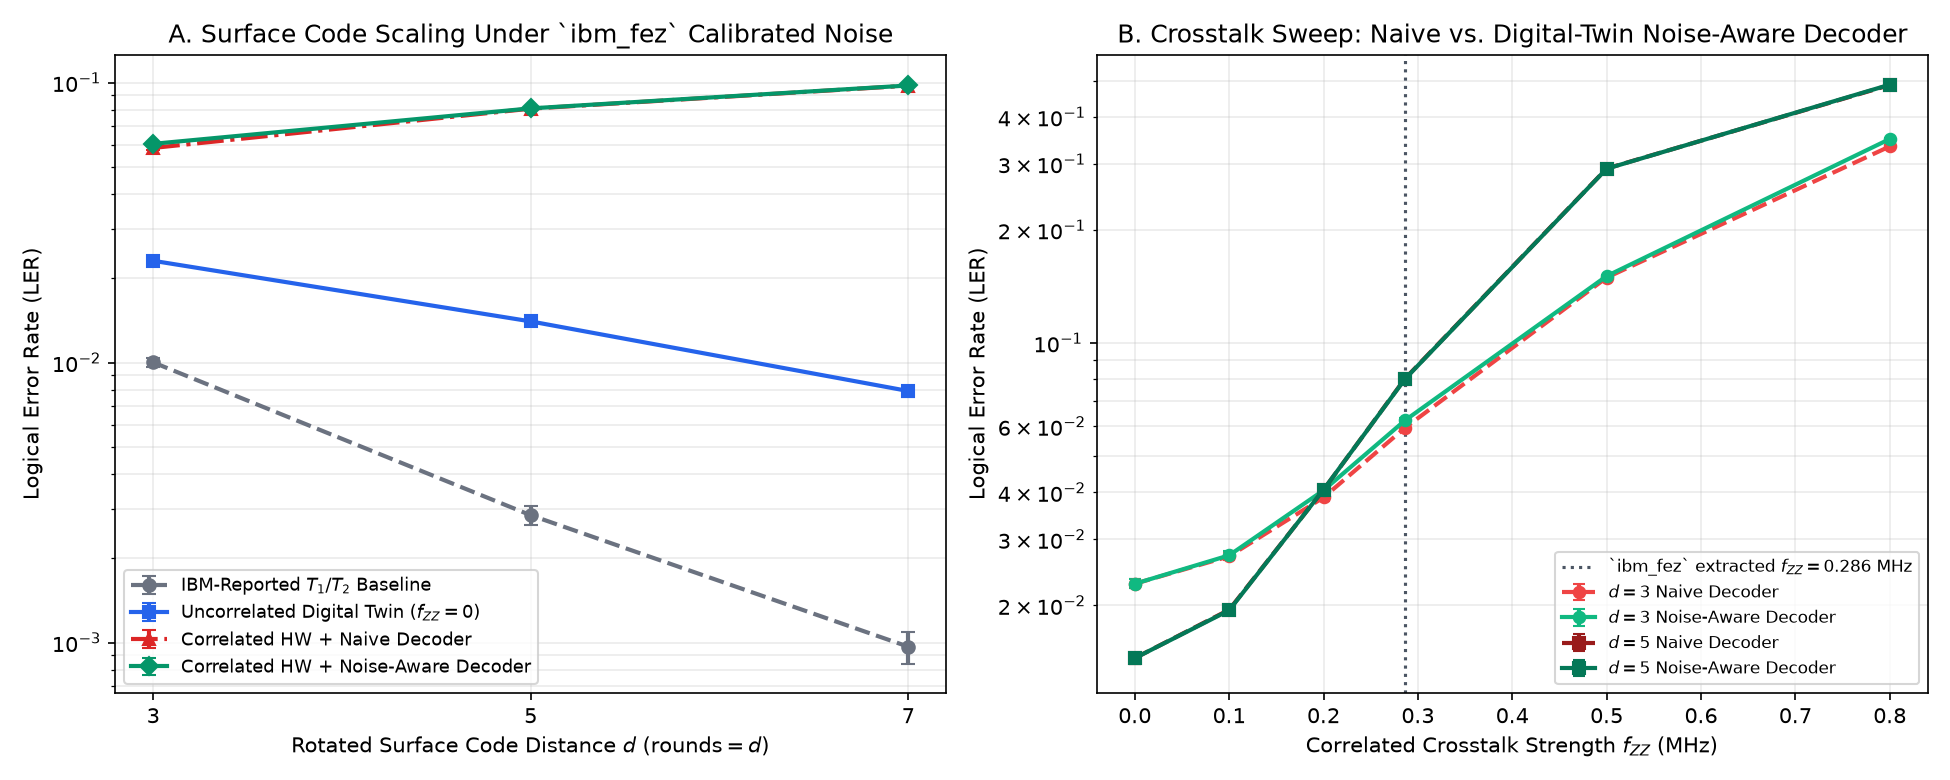 A. Surface Code Scaling Under `ibm_fez` Calibrated Noise
Logical Error Rate (LER)
10⁻¹
10⁻²
10⁻³
IBM-Reported T₁/T₂ Baseline
Uncorrelated Digital Twin (f_ZZ = 0)
Correlated HW + Naive Decoder
Correlated HW + Noise-Aware Decoder
3
5
7
Rotated Surface Code Distance d (rounds = d)
B. Crosstalk Sweep: Naive vs. Digital-Twin Noise-Aware Decoder
Logical Error Rate (LER)
4 × 10⁻¹
3 × 10⁻¹
2 × 10⁻¹
10⁻¹
6 × 10⁻²
4 × 10⁻²
3 × 10⁻²
2 × 10⁻²
`ibm_fez` extracted f_ZZ = 0.286 MHz
d = 3 Naive Decoder
d = 3 Noise-Aware Decoder
d = 5 Naive Decoder
d = 5 Noise-Aware Decoder
0.0
0.1
0.2
0.3
0.4
0.5
0.6
0.7
0.8
Correlated Crosstalk Strength f_ZZ (MHz)